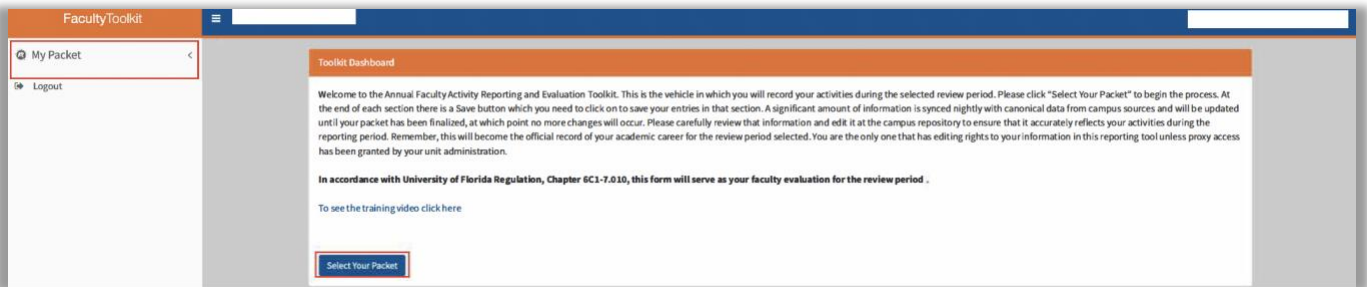 FacultyToolkit
My Packet
Logout
Toolkit Dashboard
Welcome to the Annual Faculty Activity Reporting and Evaluation Toolkit. This is the vehicle in which you will record your activities during the selected review period. Please click "Select Your Packet" to begin the process. At
the end of each section there is a Save button which you need to click on to save your entries in that section. A significant amount of information is synced nightly with canonical data from campus sources and will be updated
until your packet has been finalized, at which point no more changes will occur. Please carefully review that information and edit it at the campus repository to ensure that it accurately reflects your activities during the
reporting period. Remember, this will become the official record of your academic career for the review period selected. You are the only one that has editing rights to your information in this reporting tool unless proxy access
has been granted by your unit administration.
In accordance with University of Florida Regulation, Chapter 6C1-7.010, this form will serve as your faculty evaluation for the review period .
To see the training video click here
Select Your Packet